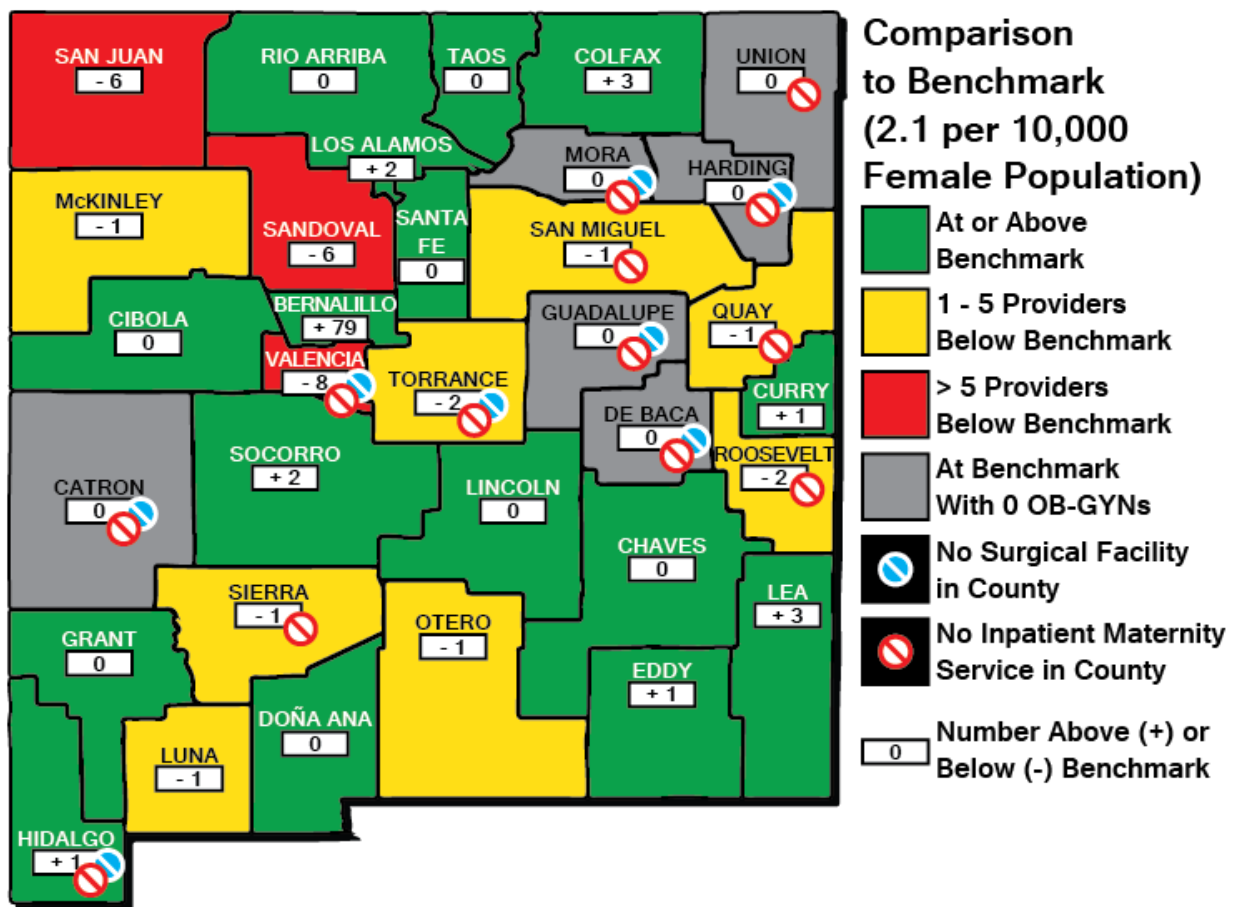 SAN JUAN
- 6
RIO ARRIBA
0
TAOS
0
COLFAX
+ 3
UNION
0
LOS ALAMOS
+ 2
MORA
0
HARDING
0
McKINLEY
- 1
SANDOVAL
- 6
SANTA
FE
0
SAN MIGUEL
- 1
CIBOLA
0
BERNALILLO
+ 79
GUADALUPE
0
QUAY
- 1
VALENCIA
- 8
TORRANCE
- 2
CURRY
+ 1
DE BACA
0
ROOSEVELT
- 2
SOCORRO
+ 2
LINCOLN
0
CATRON
0
CHAVES
0
SIERRA
- 1
OTERO
- 1
LEA
+ 3
GRANT
0
EDDY
+ 1
DOÑA ANA
0
LUNA
- 1
HIDALGO
+ 1
Comparison
to Benchmark
(2.1 per 10,000
Female Population)
At or Above
Benchmark
1 - 5 Providers
Below Benchmark
> 5 Providers
Below Benchmark
At Benchmark
With 0 OB-GYNs
No Surgical Facility
in County
No Inpatient Maternity
Service in County
0
Number Above (+) or
Below (-) Benchmark